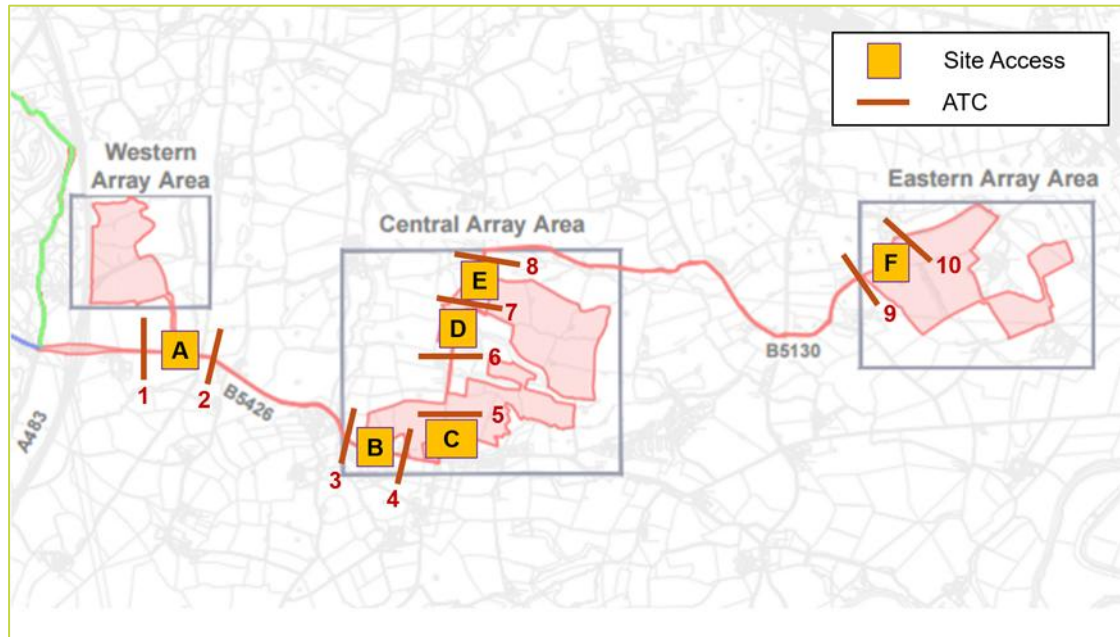 Site Access
ATC
Western
Array Area
Central Array Area
Eastern Array Area
A483
B5426
B5130
A
B
C
D
E
F
1
2
3
4
5
6
7
8
9
10